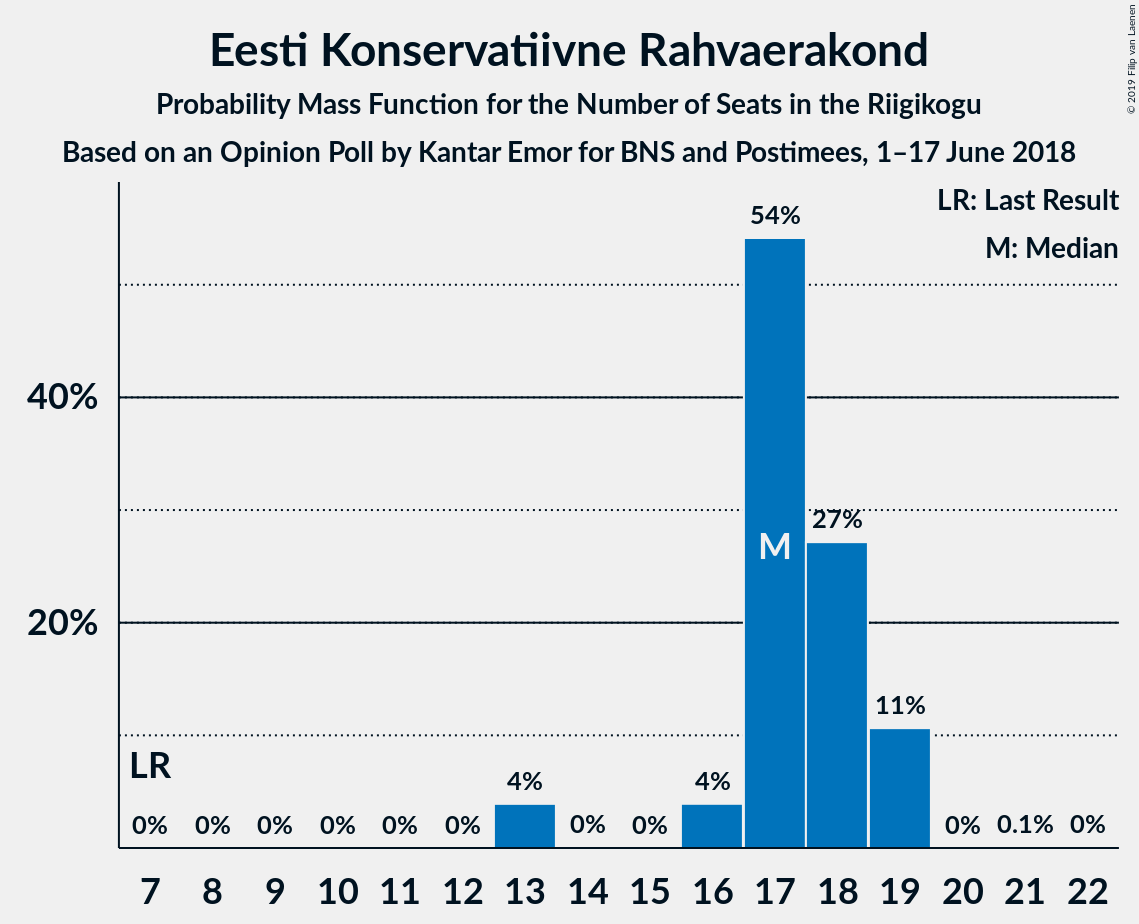 Eesti Konservatiivne Rahvaerakond
Probability Mass Function for the Number of Seats in the Riigikogu
Based on an Opinion Poll by Kantar Emor for BNS and Postimees, 1–17 June 2018
© 2019 Filip van Laenen
LR: Last Result
M: Median
54%
40%
27%
M
20%
11%
LR
4%
4%
0% 0% 0% 0% 0% 0% 0% 0% 0% 0.1% 0%
7 8 9 10 11 12 13 14 15 16 17 18 19 20 21 22